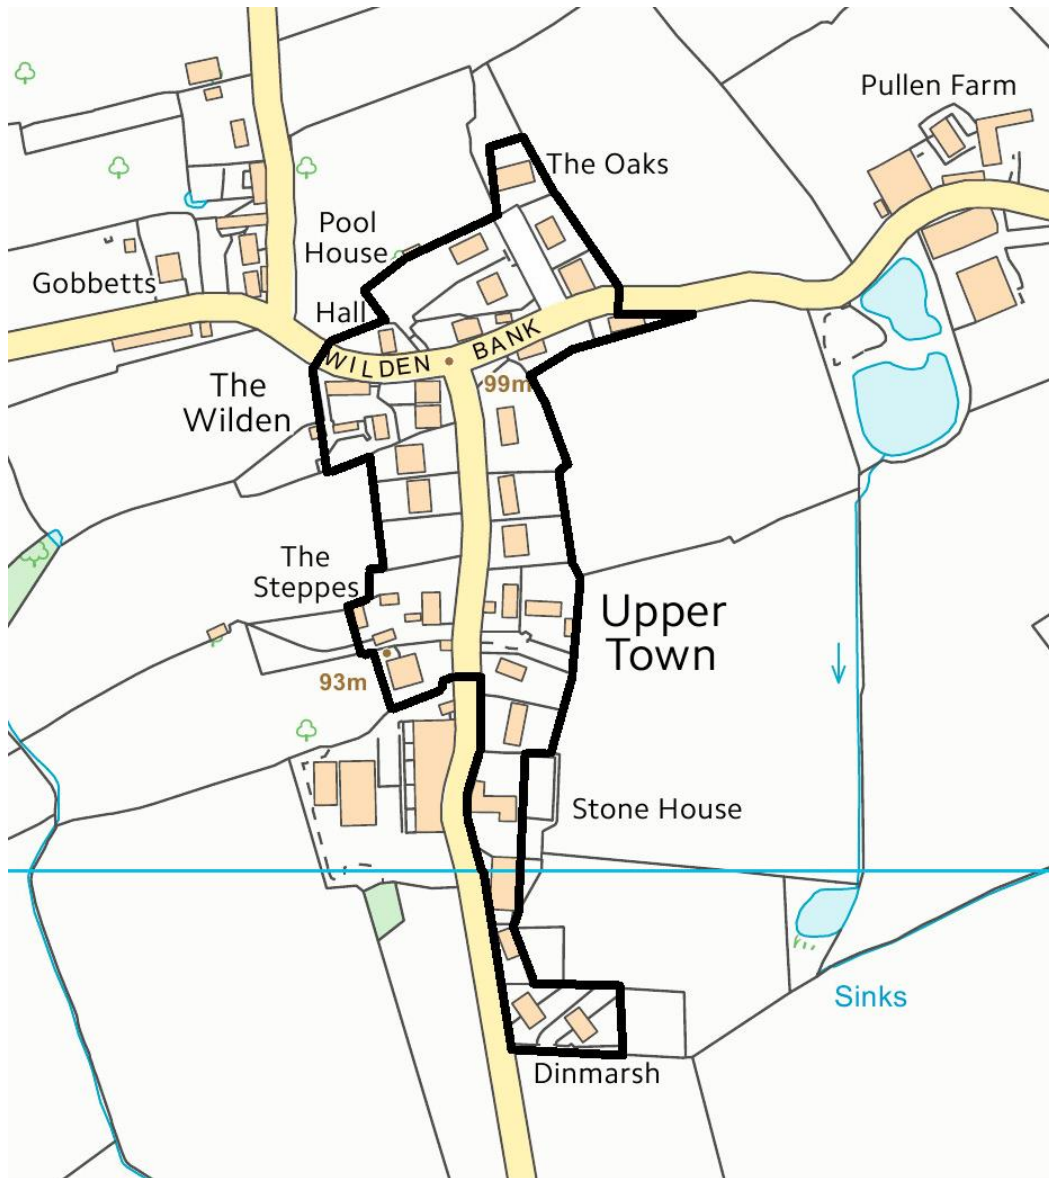 Pullen Farm
The Oaks
Pool
House
Gobbetts
Hall
WILDEN BANK
The
Wilden
99m
The
Steppes
Upper
Town
93m
Stone House
Sinks
Dinmarsh